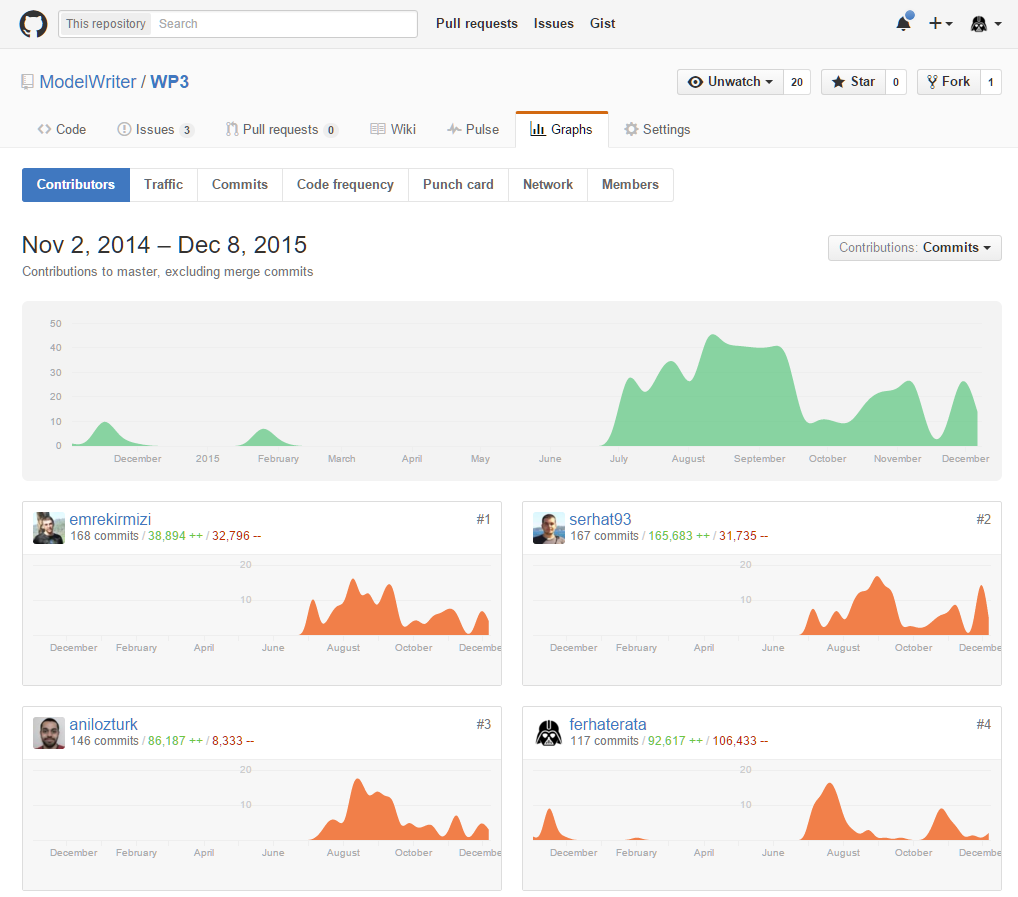 This repository Search Pull requests Issues Gist
ModelWriter / WP3 Unwatch 20 Star 0 Fork 1
Code Issues 3 Pull requests 0 Wiki Pulse Graphs Settings
Contributors Traffic Commits Code frequency Punch card Network Members
Nov 2, 2014 – Dec 8, 2015
Contributions: Commits
Contributions to master, excluding merge commits
50
40
30
20
10
0
December 2015 February March April May June July August September October November December
emrekirmizi #1
168 commits / 38,894 ++ / 32,796 --
20
10
December February April June August October Decembe
serhat93 #2
167 commits / 165,683 ++ / 31,735 --
20
10
December February April June August October Decembe
anilozturk #3
146 commits / 86,187 ++ / 8,333 --
20
10
December February April June August October Decembe
ferhaterata #4
117 commits / 92,617 ++ / 106,433 --
20
10
December February April June August October Decembe